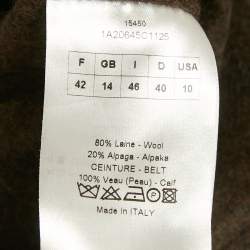 15450
1A20645C1125
F GB I D USA
42 14 46 40 10
80% Laine - Wool
20% Alpaga - Alpaka
CEINTURE - BELT
100% Veau (Peau) - Calf
Made In ITALY